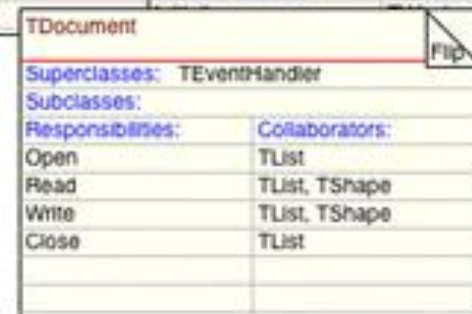 TDocument
Flip
Superclasses: TEventHandler
Subclasses:
Responsibilities: Collaborators:
Open TList
Read TList, TShape
Write TList, TShape
Close TList